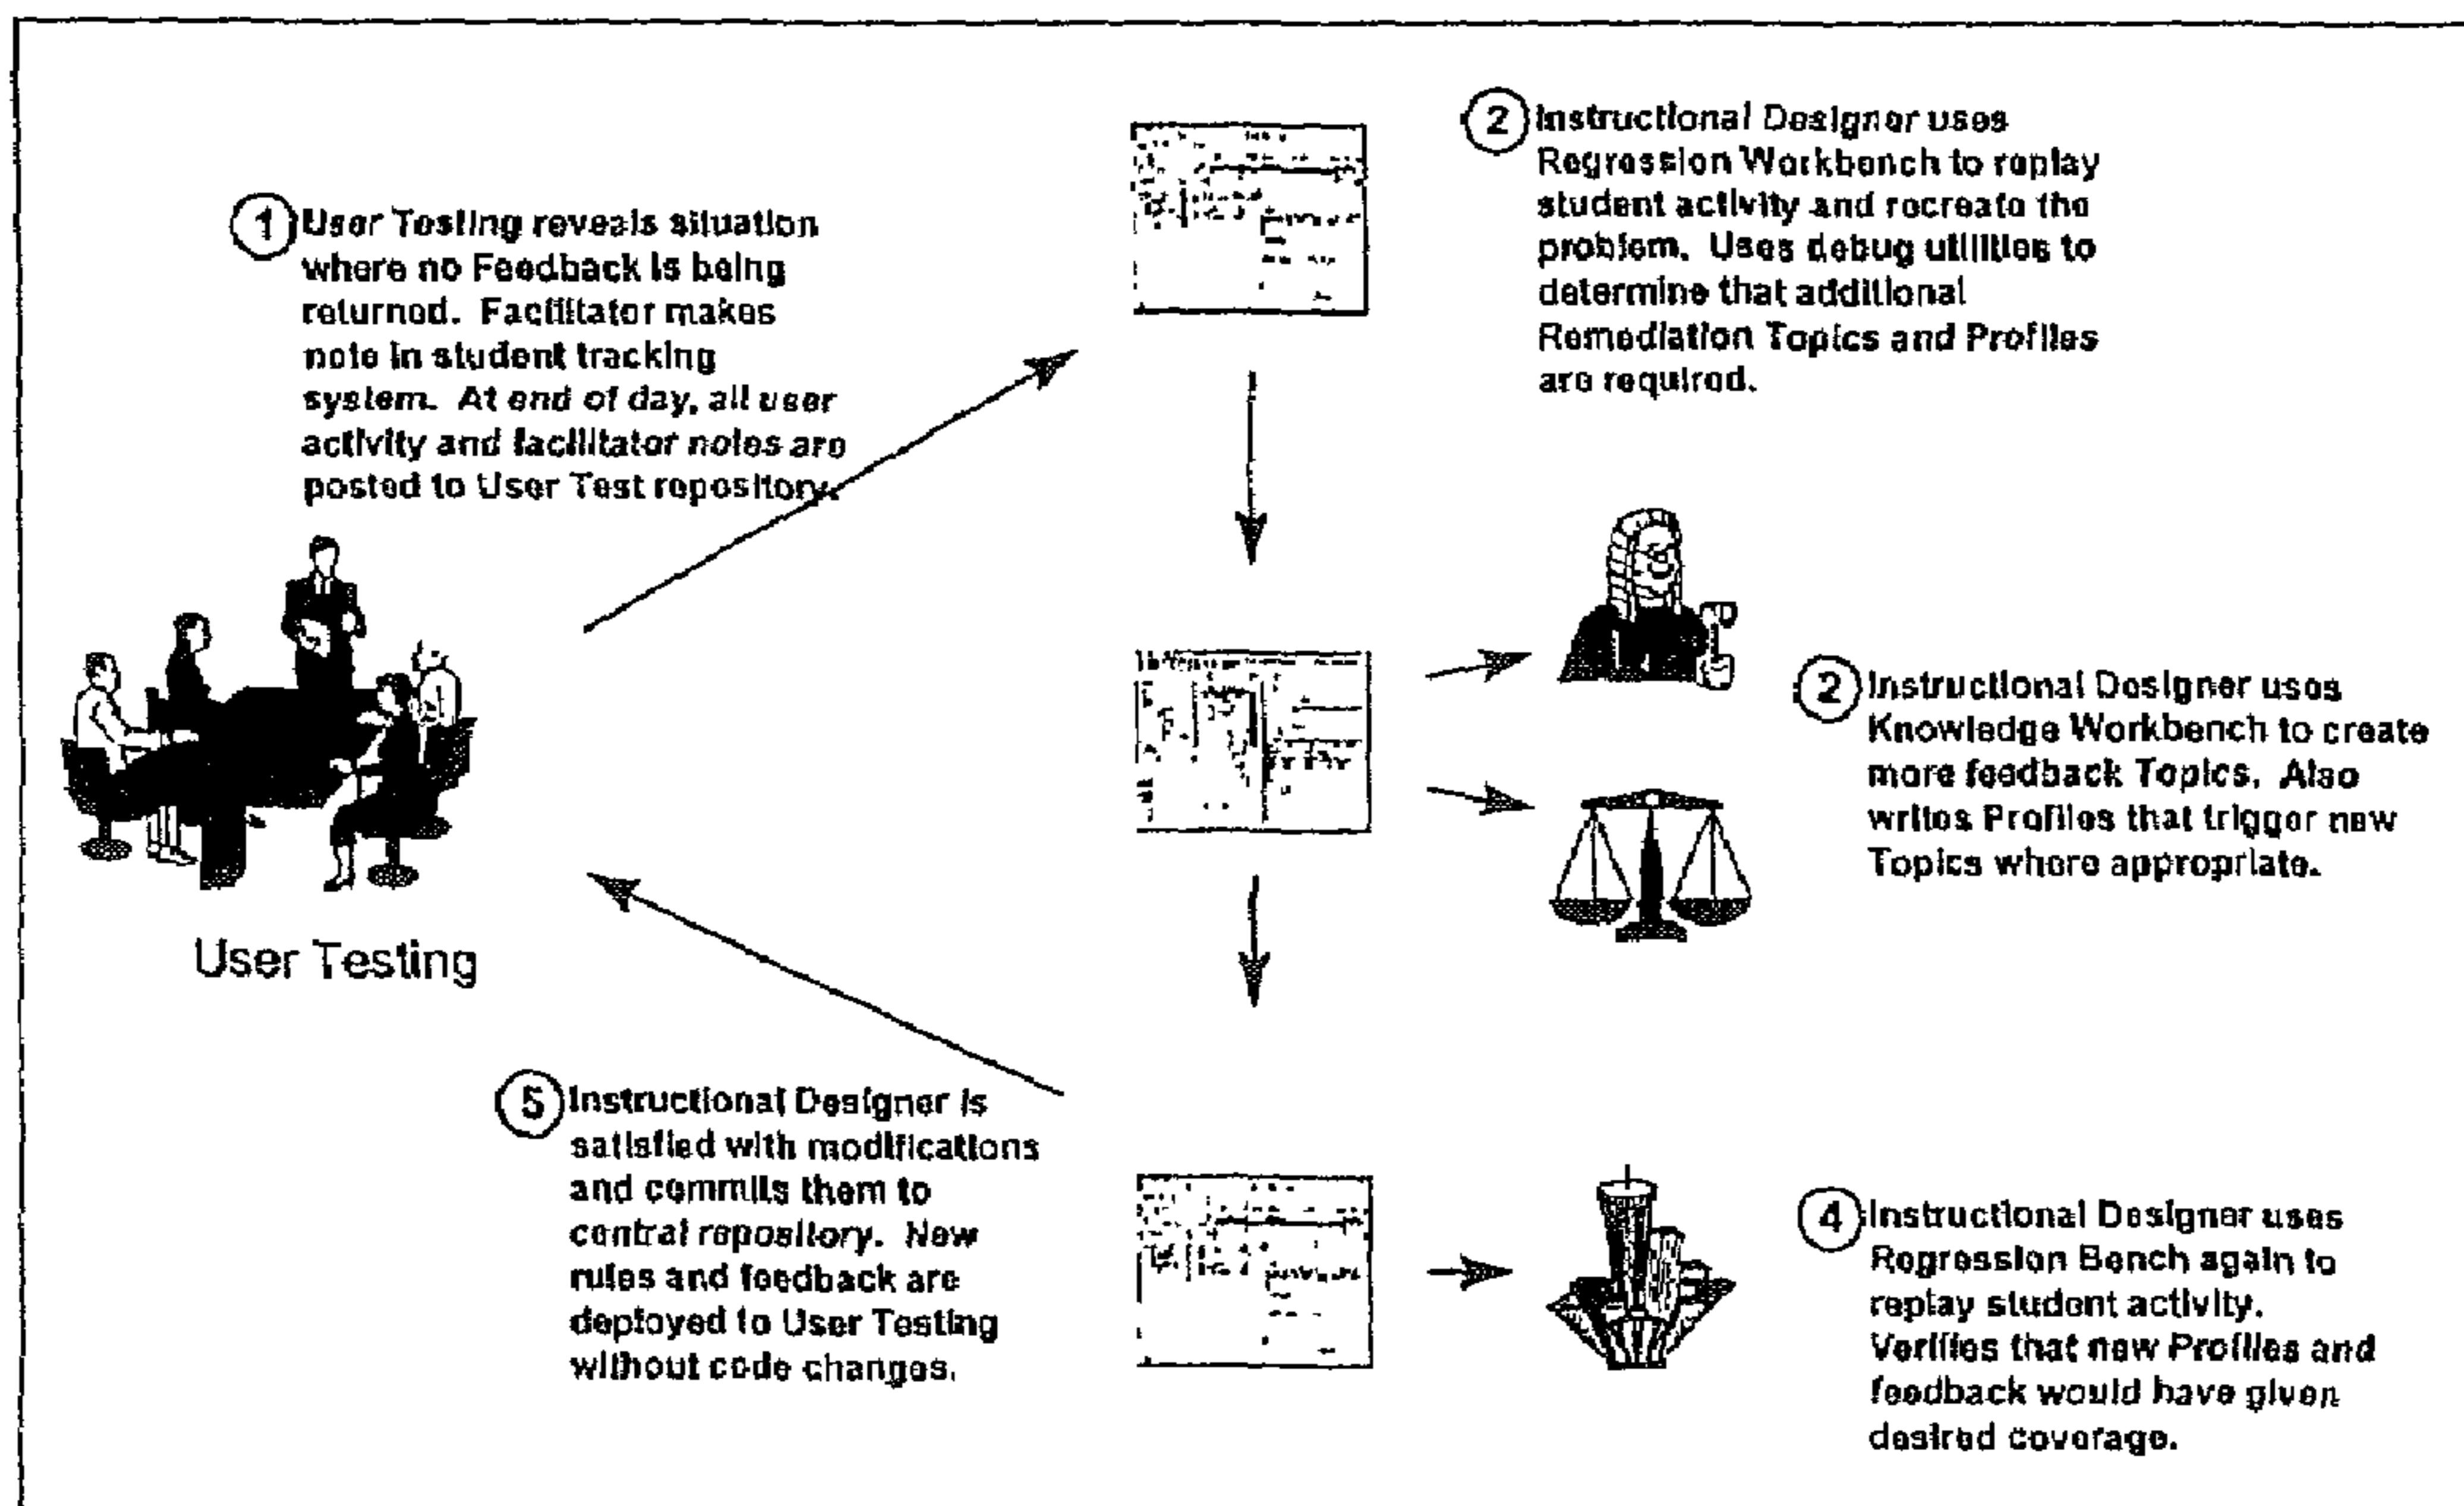 1 User Testing reveals situation
where no Feedback is being
returned. Facilitator makes
note in student tracking
system. At end of day, all user
activity and facilitator notes are
posted to User Test repository.
2 Instructional Designer uses
Regression Workbench to replay
student activity and recreate the
problem. Uses debug utilities to
determine that additional
Remediation Topics and Profiles
are required.
2 Instructional Designer uses
Knowledge Workbench to create
more feedback Topics. Also
writes Profiles that trigger new
Topics where appropriate.
User Testing
5 Instructional Designer is
satisfied with modifications
and commits them to
central repository. New
rules and feedback are
deployed to User Testing
without code changes.
4 Instructional Designer uses
Regression Bench again to
replay student activity.
Verifies that new Profiles and
feedback would have given
desired coverage.